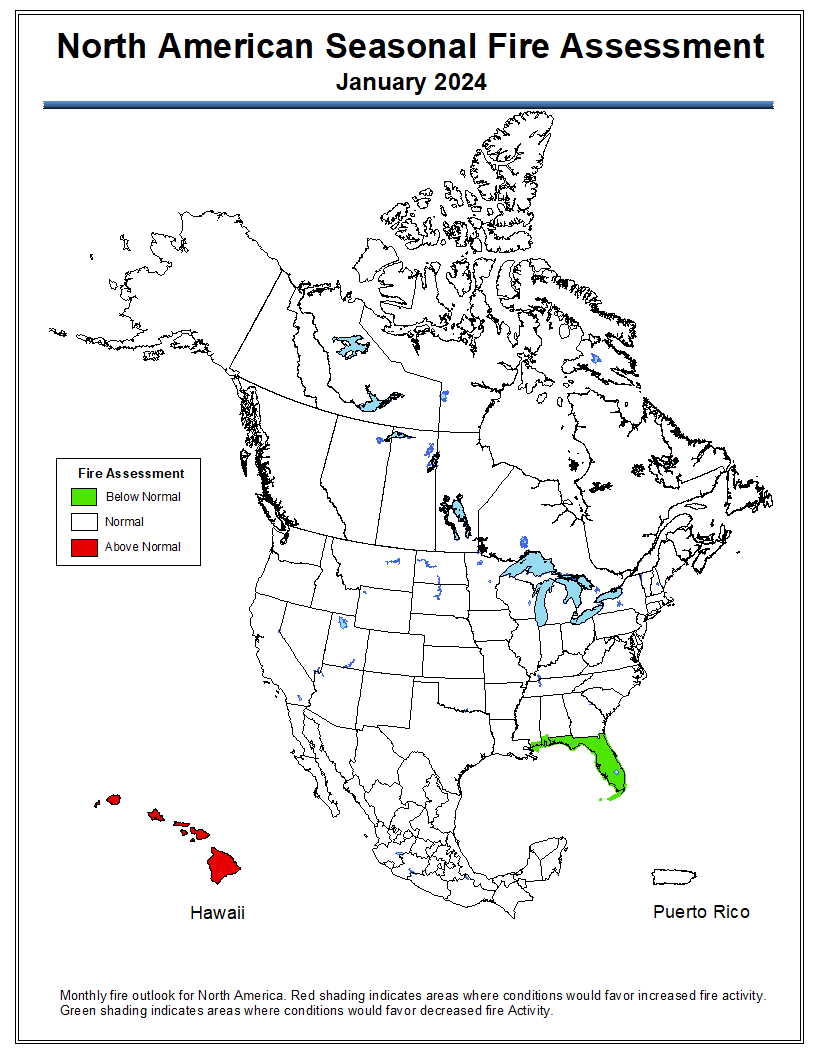 North American Seasonal Fire Assessment
January 2024
Fire Assessment
Below Normal
Normal
Above Normal
Hawaii
Puerto Rico
Monthly fire outlook for North America. Red shading indicates areas where conditions would favor increased fire activity.
Green shading indicates areas where conditions would favor decreased fire Activity.